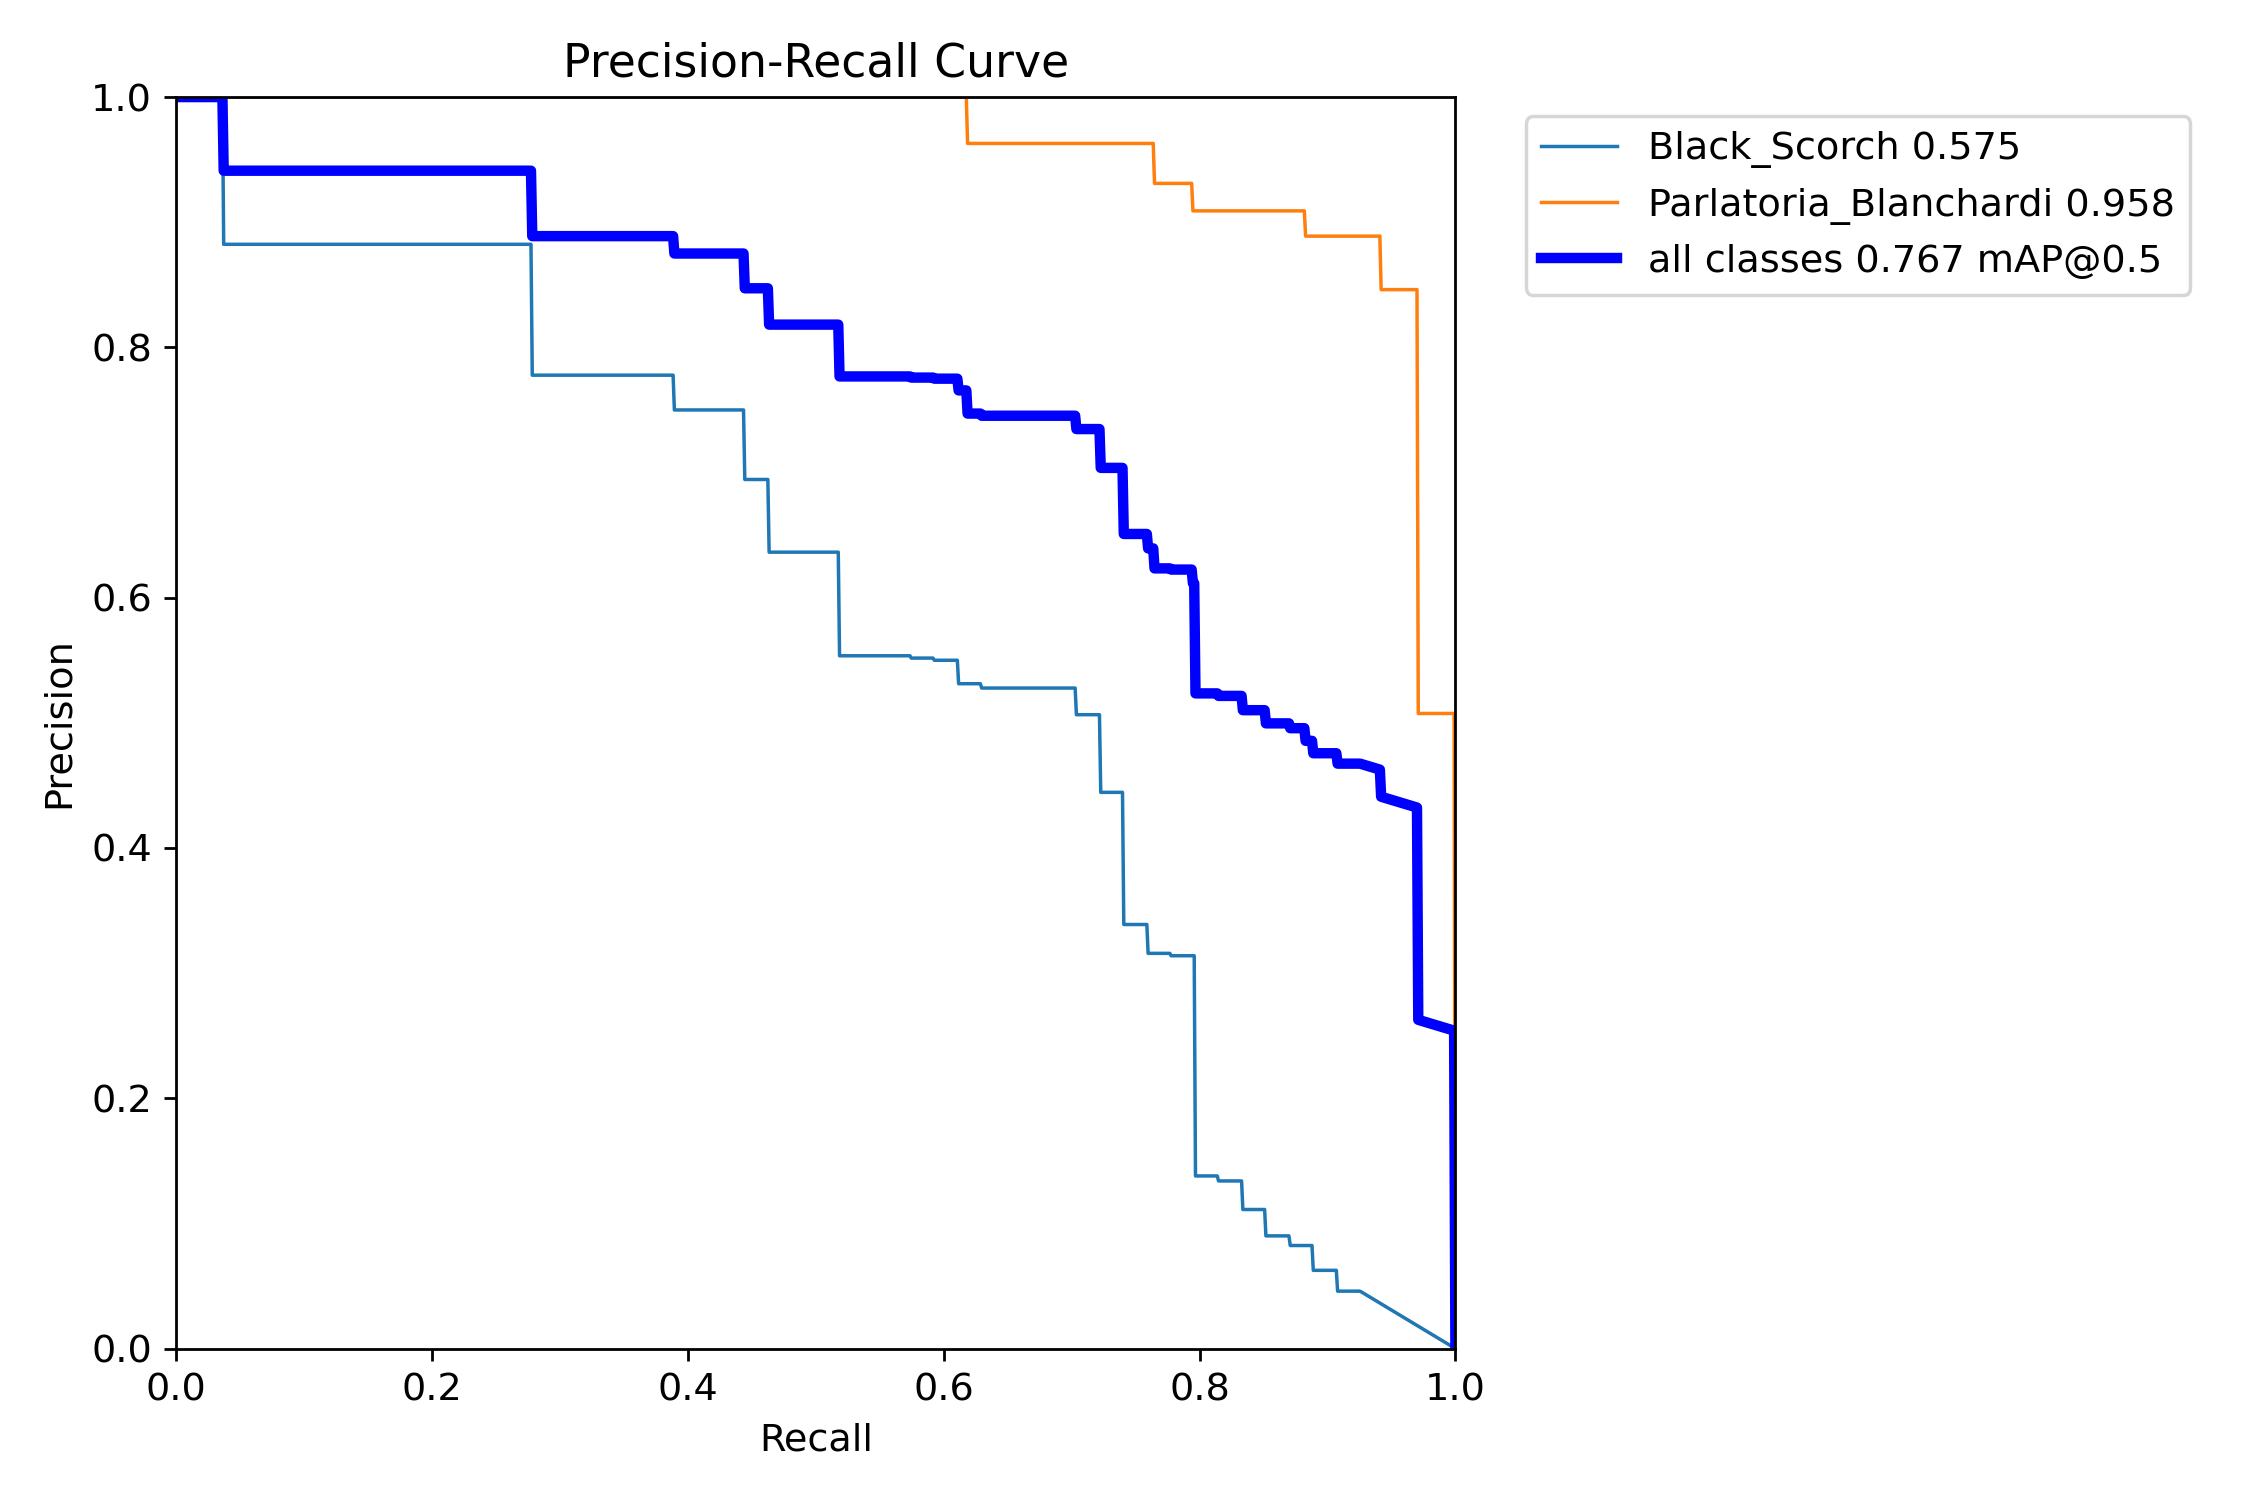 Precision-Recall Curve
1.0
0.8
0.6
0.4
0.2
0.0
Precision
0.0 0.2 0.4 0.6 0.8 1.0
Recall
Black_Scorch 0.575
Parlatoria_Blanchardi 0.958
all classes 0.767 mAP@0.5